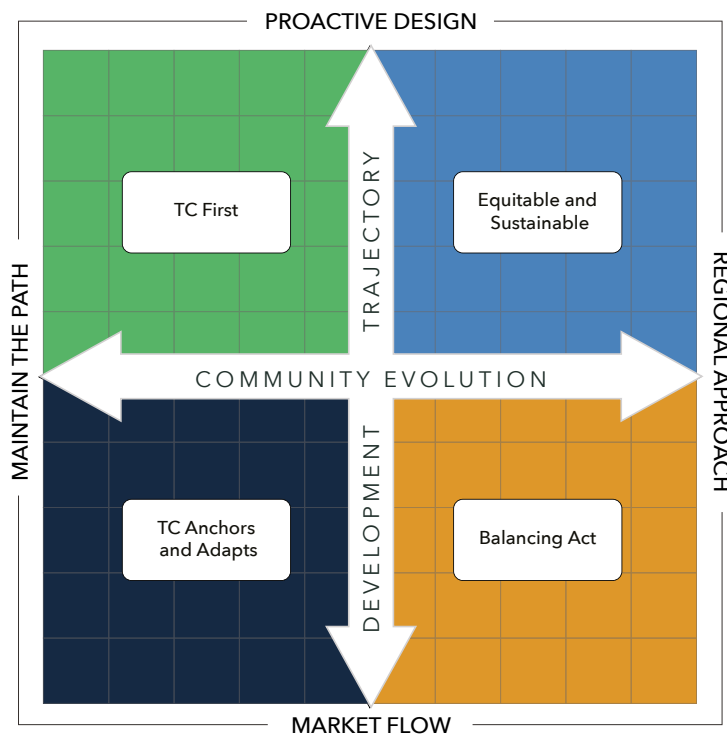 PROACTIVE DESIGN
TC First
Equitable and
Sustainable
TRAJECTORY
MAINTAIN THE PATH
COMMUNITY EVOLUTION
REGIONAL APPROACH
DEVELOPMENT
TC Anchors
and Adapts
Balancing Act
MARKET FLOW